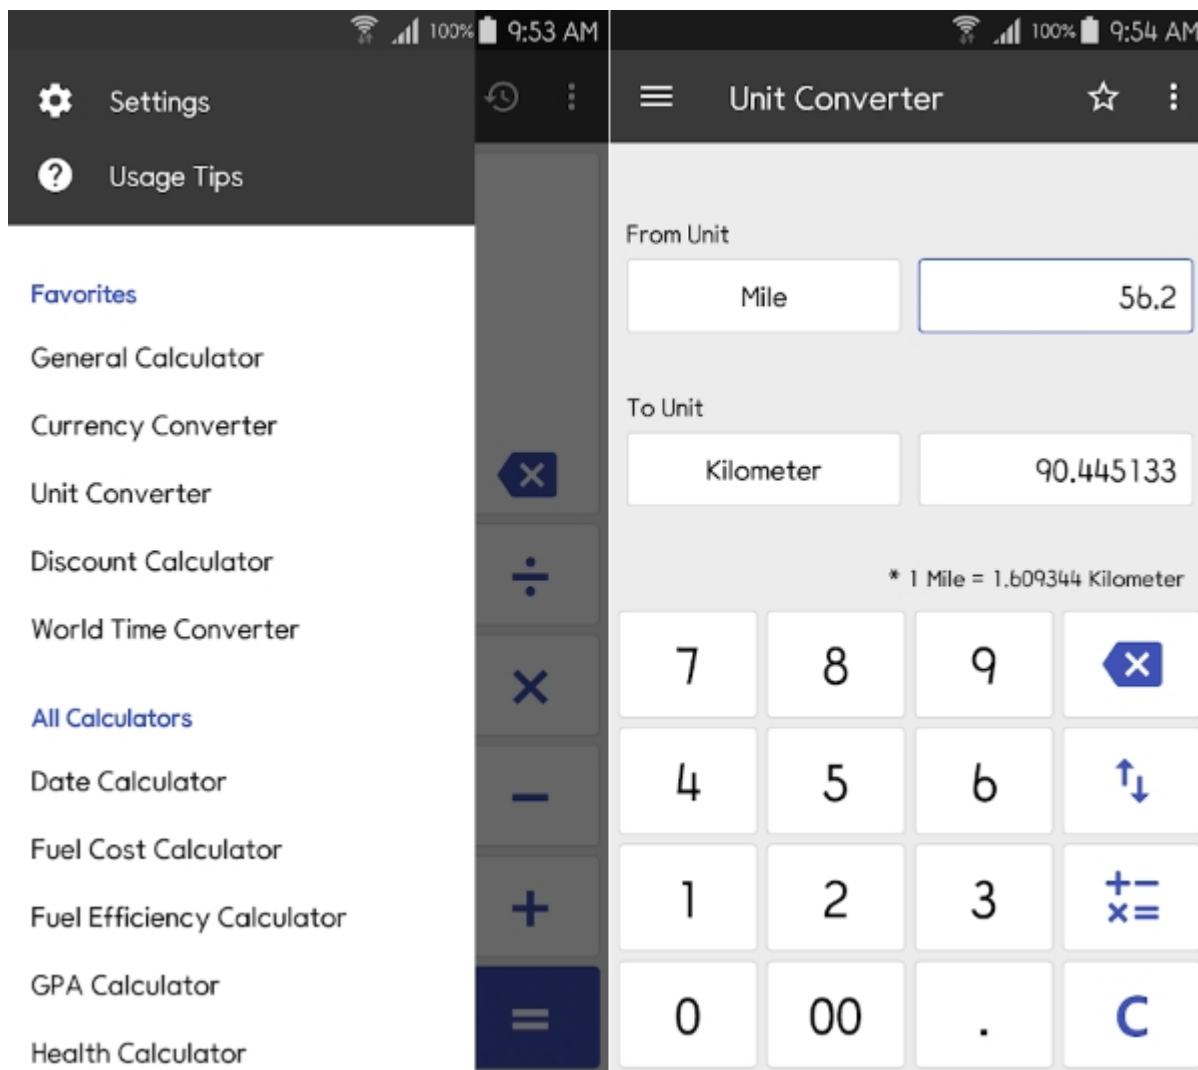 100% 9:53 AM
Settings
Usage Tips
Favorites
General Calculator
Currency Converter
Unit Converter
Discount Calculator
World Time Converter
All Calculators
Date Calculator
Fuel Cost Calculator
Fuel Efficiency Calculator
GPA Calculator
Health Calculator
÷
×
−
+
=
100% 9:54 AM
Unit Converter
From Unit
Mile 56.2
To Unit
Kilometer 90.445133
* 1 Mile = 1.609344 Kilometer
7 8 9
4 5 6
1 2 3 +−×=
0 00 . C